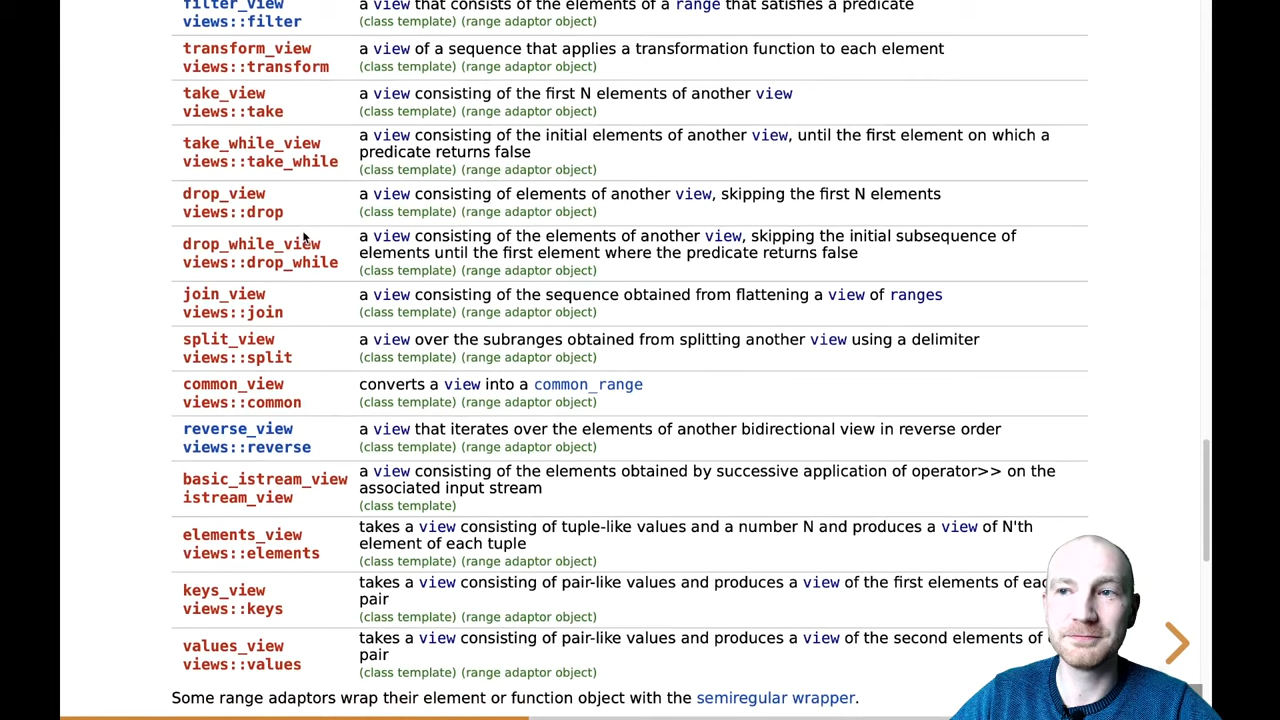 filter_view
views::filter
a view that consists of the elements of a range that satisfies a predicate
(class template) (range adaptor object)
transform_view
views::transform
a view of a sequence that applies a transformation function to each element
(class template) (range adaptor object)
take_view
views::take
a view consisting of the first N elements of another view
(class template) (range adaptor object)
take_while_view
views::take_while
a view consisting of the initial elements of another view, until the first element on which a
predicate returns false
(class template) (range adaptor object)
drop_view
views::drop
a view consisting of elements of another view, skipping the first N elements
(class template) (range adaptor object)
drop_while_view
views::drop_while
a view consisting of the elements of another view, skipping the initial subsequence of
elements until the first element where the predicate returns false
(class template) (range adaptor object)
join_view
views::join
a view consisting of the sequence obtained from flattening a view of ranges
(class template) (range adaptor object)
split_view
views::split
a view over the subranges obtained from splitting another view using a delimiter
(class template) (range adaptor object)
common_view
views::common
converts a view into a common_range
(class template) (range adaptor object)
reverse_view
views::reverse
a view that iterates over the elements of another bidirectional view in reverse order
(class template) (range adaptor object)
basic_istream_view
istream_view
a view consisting of the elements obtained by successive application of operator>> on the
associated input stream
(class template)
elements_view
views::elements
takes a view consisting of tuple-like values and a number N and produces a view of N'th
element of each tuple
(class template) (range adaptor object)
keys_view
views::keys
takes a view consisting of pair-like values and produces a view of the first elements of
pair
(class template) (range adaptor object)
values_view
views::values
takes a view consisting of pair-like values and produces a view of the second elements of
pair
(class template) (range adaptor object)
Some range adaptors wrap their element or function object with the semiregular wrapper.